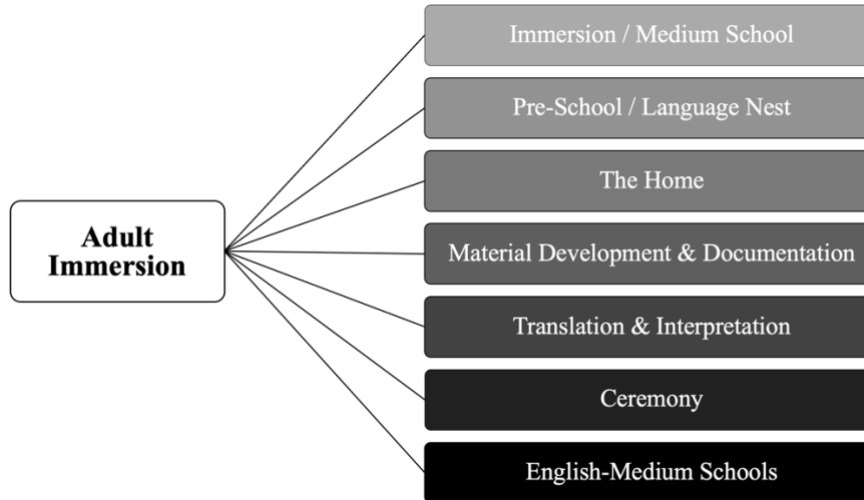 Adult
Immersion
Immersion / Medium School
Pre-School / Language Nest
The Home
Material Development & Documentation
Translation & Interpretation
Ceremony
English-Medium Schools